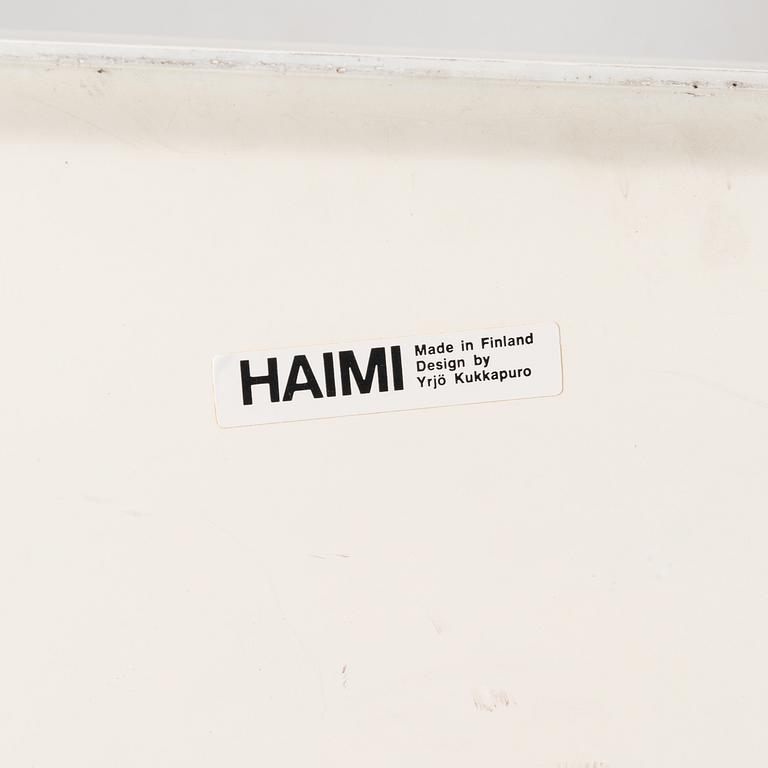 HAIMI
Made in Finland
Design by
Yrjö Kukkapuro